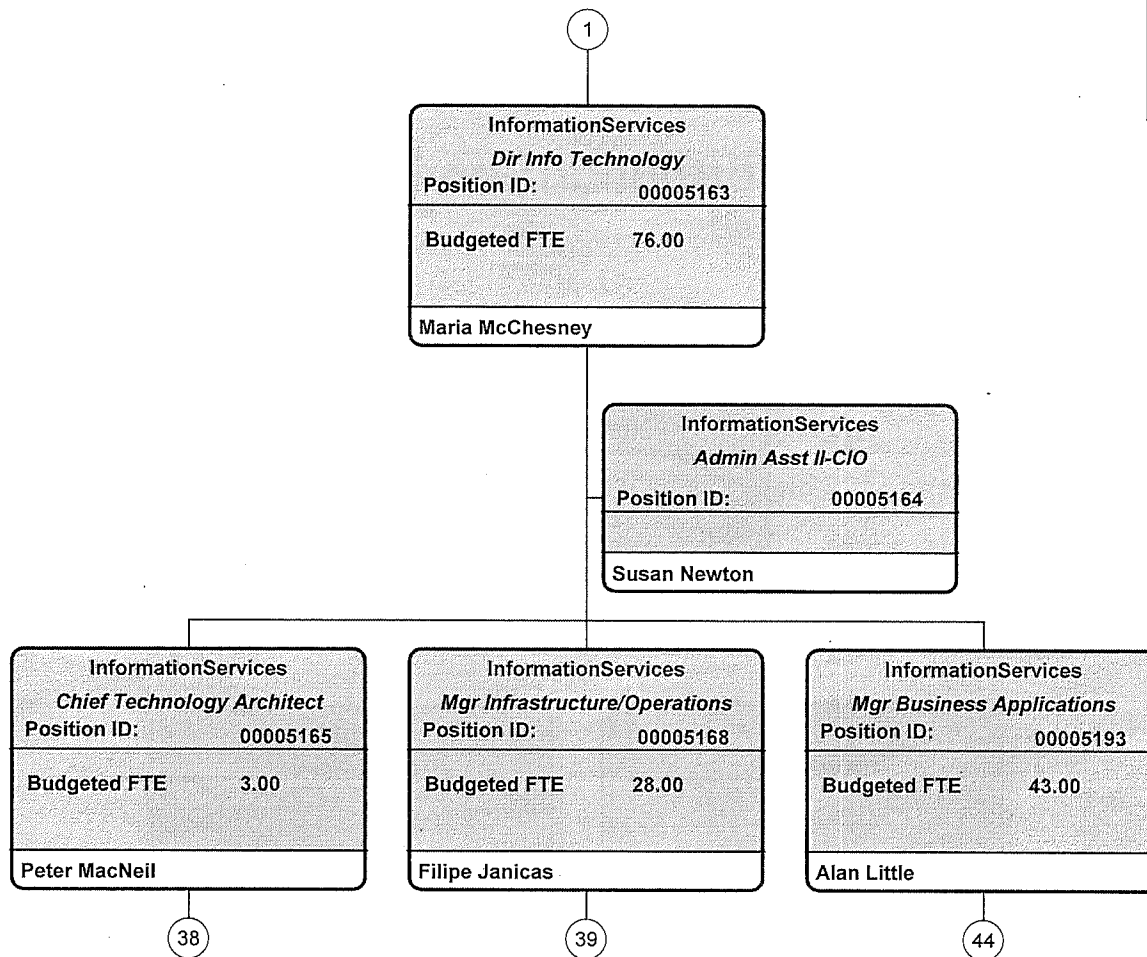 1
InformationServices
Dir Info Technology
Position ID: 00005163
Budgeted FTE 76.00
Maria McChesney
InformationServices
Admin Asst II-CIO
Position ID: 00005164
Susan Newton
InformationServices
Chief Technology Architect
Position ID: 00005165
Budgeted FTE 3.00
Peter MacNeil
38
InformationServices
Mgr Infrastructure/Operations
Position ID: 00005168
Budgeted FTE 28.00
Filipe Janicas
39
InformationServices
Mgr Business Applications
Position ID: 00005193
Budgeted FTE 43.00
Alan Little
44